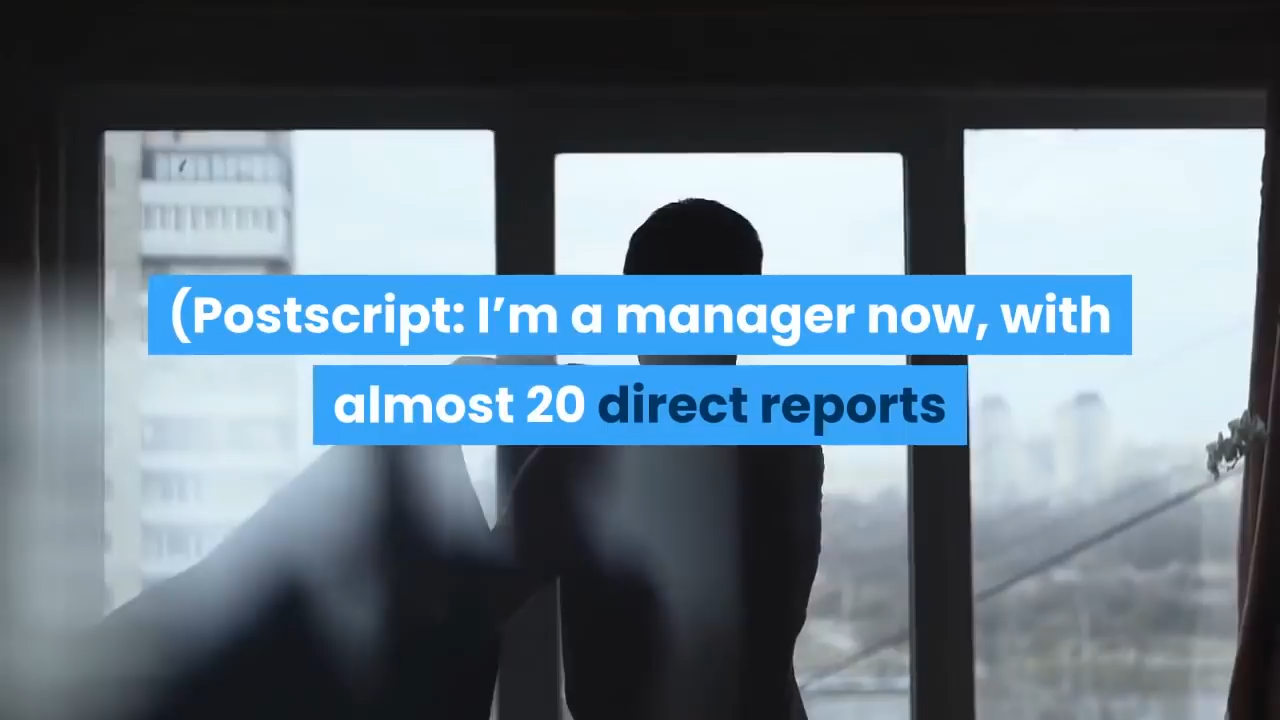 (Postscript: I’m a manager now, with
almost 20 direct reports